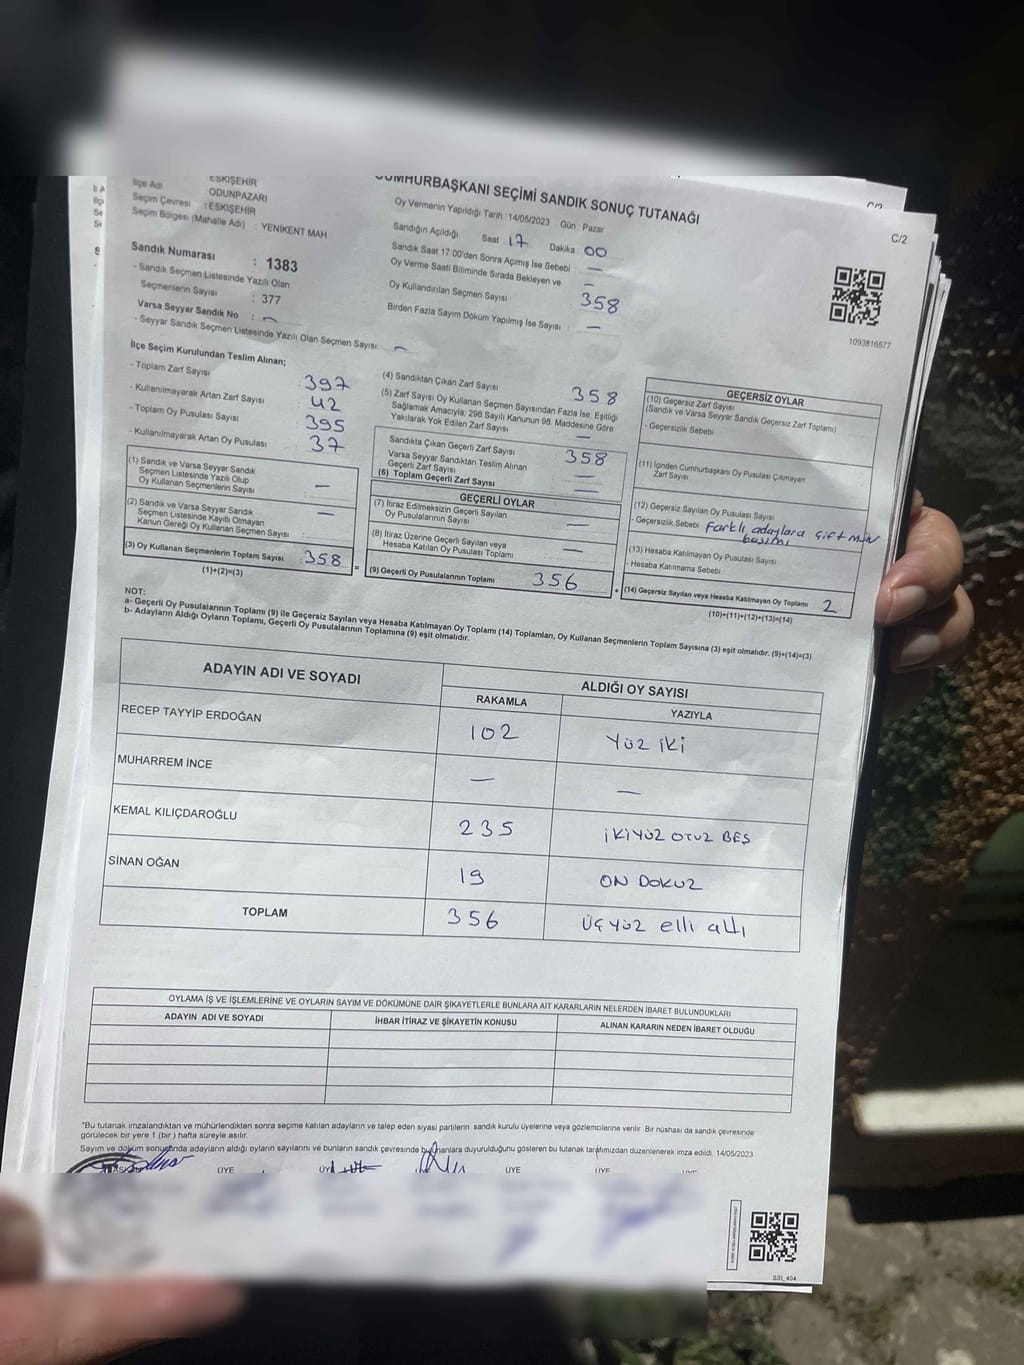 CUMHURBAŞKANI SEÇİMİ SANDIK SONUÇ TUTANAĞI
C/2
ESKİŞEHİR
İlçe Adı : ODUNPAZARI
Seçim Çevresi : ESKİŞEHİR
Seçim Bölgesi (Mahalle Adı) : YENİKENT MAH
Sandık Numarası : 1383
- Sandık Seçmen Listesinde Yazılı Olan
Seçmenlerin Sayısı : 377
Varsa Seyyar Sandık No : —
- Seyyar Sandık Seçmen Listesinde Yazılı Olan Seçmen Sayısı : —
Oy Vermenin Yapıldığı Tarih :14/05/2023 Gün : Pazar
Sandığın Açıldığı Saat 17 Dakika 00
Sandık Saat 17:00'den Sonra Açımış İse Sebebi —
Oy Verme Saati Bitiminde Sırada Bekleyen ve —
Oy Kullandırılan Seçmen Sayısı 358
Birden Fazla Sayım Döküm Yapılmış İse Sayısı —
1093816577
İlçe Seçim Kurulundan Teslim Alınan;
- Toplam Zarf Sayısı : 397
- Kullanılmayarak Artan Zarf Sayısı : 42
- Toplam Oy Pusulası Sayısı : 395
- Kullanılmayarak Artan Oy Pusulası : 37
(1) Sandık ve Varsa Seyyar Sandık
Seçmen Listesinde Yazılı Olup
Oy Kullanan Seçmenlerin Sayısı : —
(2) Sandık ve Varsa Seyyar Sandık
Seçmen Listesinde Kayıtlı Olmayan
Kanun Gereği Oy Kullanan Seçmen Sayısı : —
(3) Oy Kullanan Seçmenlerin Toplam Sayısı : 358
(1)+(2)=(3)
(4) Sandıktan Çıkan Zarf Sayısı 358
(5) Zarf Sayısı Oy Kullanan Seçmen Sayısından Fazla İse, Eşitliği
Sağlamak Amacıyla; 298 Sayılı Kanunun 98. Maddesine Göre
Yakılarak Yok Edilen Zarf Sayısı —
Sandıkta Çıkan Geçerli Zarf Sayısı 358
Varsa Seyyar Sandıktan Teslim Alınan
Geçerli Zarf Sayısı —
(6) Toplam Geçerli Zarf Sayısı —
GEÇERLİ OYLAR
(7) İtiraz Edilmeksizin Geçerli Sayılan
Oy Pusulalarının Sayısı —
(8) İtiraz Üzerine Geçerli Sayılan veya
Hesaba Katılan Oy Pusulası Toplamı —
(9) Geçerli Oy Pusulalarının Toplamı 356
GEÇERSİZ OYLAR
(10) Geçersiz Zarf Sayısı
(Sandık ve Varsa Seyyar Sandık Geçersiz Zarf Toplamı)
- Geçersizlik Sebebi :
(11) İçinden Cumhurbaşkanı Oy Pusulası Çıkmayan
Zarf Sayısı
(12) Geçersiz Sayılan Oy Pusulası Sayısı
- Geçersizlik Sebebi : Farklı adaylara çift müh
basımı
(13) Hesaba Katılmayan Oy Pusulası Sayısı
- Hesaba Katılmama Sebebi :
(14) Geçersiz Sayılan veya Hesaba Katılmayan Oy Toplamı 2
(10)+(11)+(12)+(13)=(14)
NOT:
a- Geçerli Oy Pusulalarının Toplamı (9) ile Geçersiz Sayılan veya Hesaba Katılmayan Oy Toplamı (14) Toplamları, Oy Kullanan Seçmenlerin Toplam Sayısına (3) eşit olmalıdır. (9)+(14)=(3)
b- Adayların Aldığı Oyların Toplamı, Geçerli Oy Pusulalarının Toplamına (9) eşit olmalıdır.
ADAYIN ADI VE SOYADI
ALDIĞI OY SAYISI
RAKAMLA YAZIYLA
RECEP TAYYİP ERDOĞAN 102 YÜZ İKİ
MUHARREM İNCE — —
KEMAL KILIÇDAROĞLU 235 İKİYÜZ OTUZ BEŞ
SİNAN OĞAN 19 ON DOKUZ
TOPLAM 356 ÜÇYÜZ elli altı
OYLAMA İŞ VE İŞLEMLERİNE VE OYLARIN SAYIM VE DÖKÜMÜNE DAİR ŞİKAYETLERLE BUNLARA AİT KARARLARIN NELERDEN İBARET BULUNDUKLARI
ADAYIN ADI VE SOYADI İHBAR İTİRAZ VE ŞİKAYETİN KONUSU ALINAN KARARIN NEDEN İBARET OLDUĞU
"Bu tutanak imzalandıktan ve mühürlendikten sonra seçime katılan adayların ve talep eden siyasi partilerin sandık kurulu üyelerine veya gözlemcilerine verilir. Bir nüshası da sandık çevresinde
görülecek bir yere 1 (bir ) hafta süreyle asılır.
Sayım ve döküm sonucunda adayların aldığı oyların sayılarını ve bunların sandık çevresinde bulunanlara duyurulduğunu gösteren bu tutanak tarafımızdan düzenlenerek imza edildi. 14/05/2023
ÜYE ÜYE ÜYE ÜYE
SSI_404